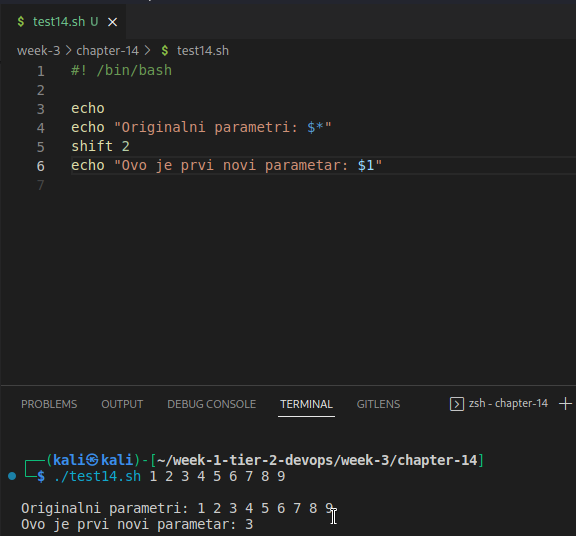 $ test14.sh U ×
week-3 > chapter-14 > $ test14.sh
1 #! /bin/bash
2
3 echo
4 echo "Originalni parametri: $*"
5 shift 2
6 echo "Ovo je prvi novi parametar: $1"
7
PROBLEMS OUTPUT DEBUG CONSOLE TERMINAL GITLENS zsh - chapter-14 +
┌──(kali㉿kali)-[~/week-1-tier-2-devops/week-3/chapter-14]
└─$ ./test14.sh 1 2 3 4 5 6 7 8 9
Originalni parametri: 1 2 3 4 5 6 7 8 9
Ovo je prvi novi parametar: 3